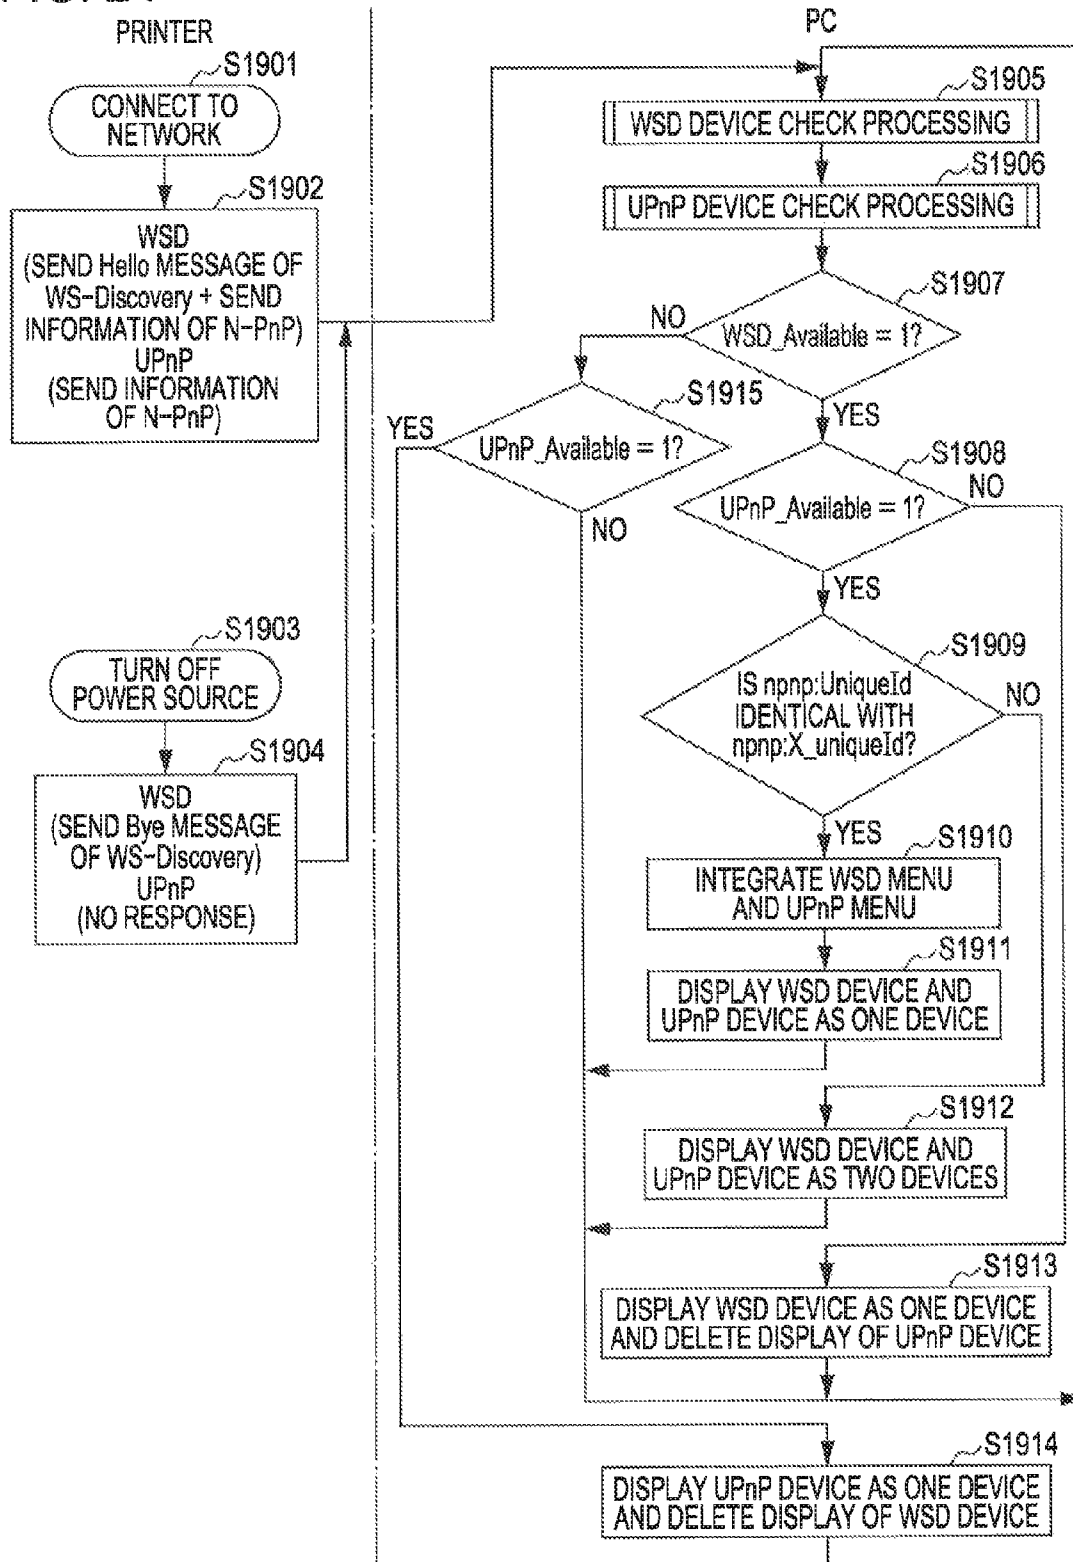 PRINTER
S1901
CONNECT TO
NETWORK
S1902
WSD
(SEND Hello MESSAGE OF
WS-Discovery + SEND
INFORMATION OF N-PnP)
UPnP
(SEND INFORMATION
OF N-PnP)
S1903
TURN OFF
POWER SOURCE
S1904
WSD
(SEND Bye MESSAGE
OF WS-Discovery)
UPnP
(NO RESPONSE)
PC
S1905
WSD DEVICE CHECK PROCESSING
S1906
UPnP DEVICE CHECK PROCESSING
S1907
NO
WSD_Available = 1?
YES
S1915
YES
UPnP_Available = 1?
NO
S1908
NO
UPnP_Available = 1?
YES
S1909
IS npnp:UniqueId
IDENTICAL WITH
npnp:X_uniqueId?
NO
YES
S1910
INTEGRATE WSD MENU
AND UPnP MENU
S1911
DISPLAY WSD DEVICE AND
UPnP DEVICE AS ONE DEVICE
S1912
DISPLAY WSD DEVICE AND
UPnP DEVICE AS TWO DEVICES
S1913
DISPLAY WSD DEVICE AS ONE DEVICE
AND DELETE DISPLAY OF UPnP DEVICE
S1914
DISPLAY UPnP DEVICE AS ONE DEVICE
AND DELETE DISPLAY OF WSD DEVICE